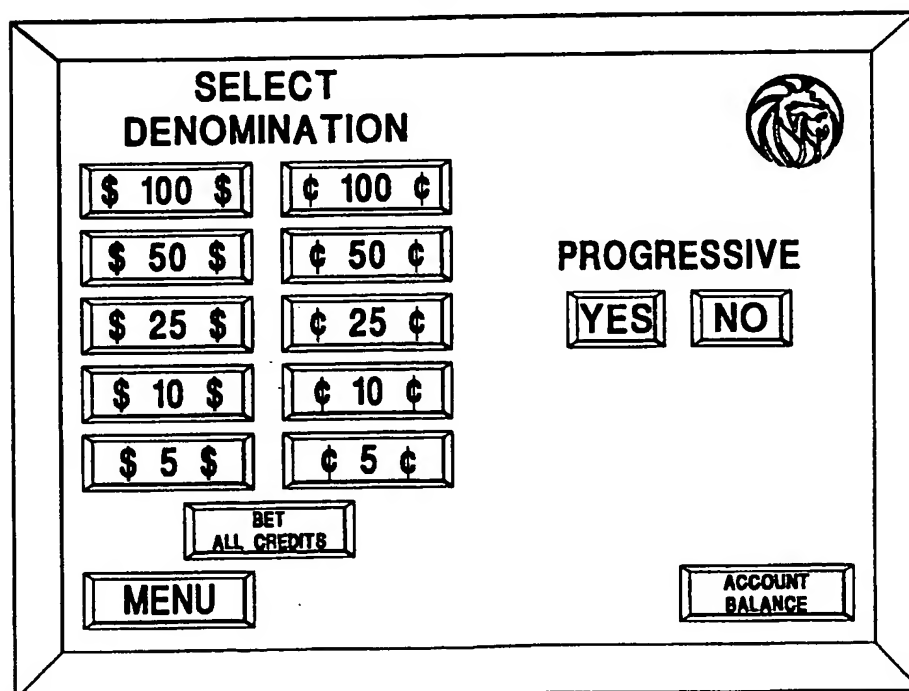 SELECT
DENOMINATION
$ 100 $
¢ 100 ¢
$ 50 $
¢ 50 ¢
$ 25 $
¢ 25 ¢
$ 10 $
¢ 10 ¢
$ 5 $
¢ 5 ¢
PROGRESSIVE
YES
NO
BET
ALL CREDITS
MENU
ACCOUNT
BALANCE